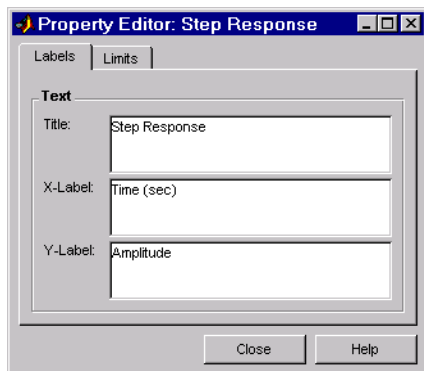 Property Editor: Step Response
Labels Limits
Text
Title: Step Response
X-Label: Time (sec)
Y-Label: Amplitude
Close Help